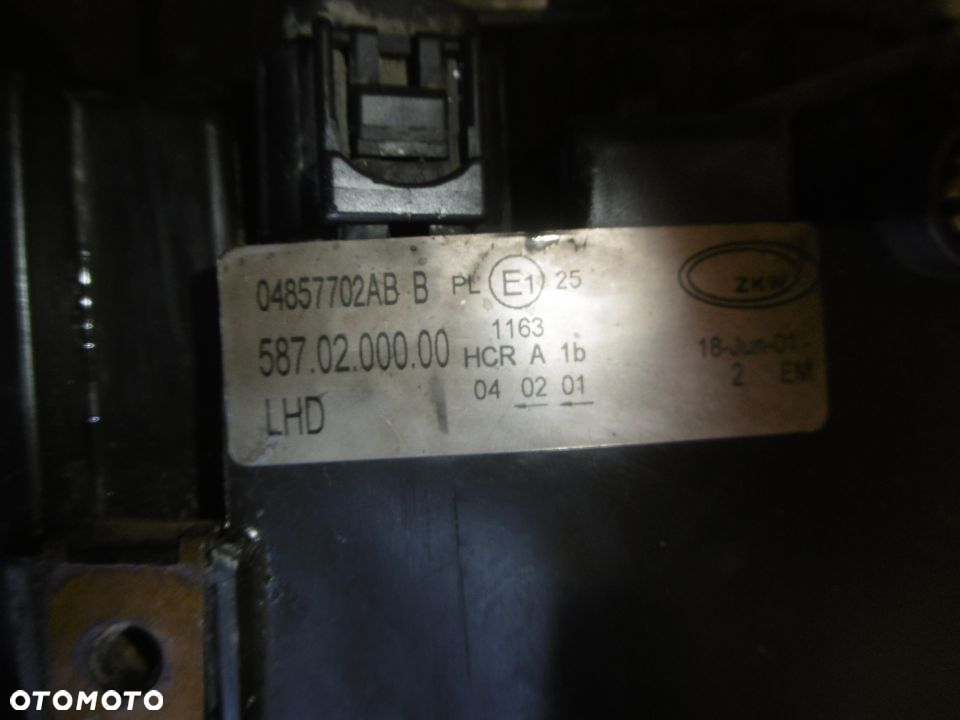 04857702AB B PL E1 25
ZKW
1163
587.02.000.00 HCR A 1b
18-Jun-01
04 02 01
2 EM
LHD
OTOMOTO